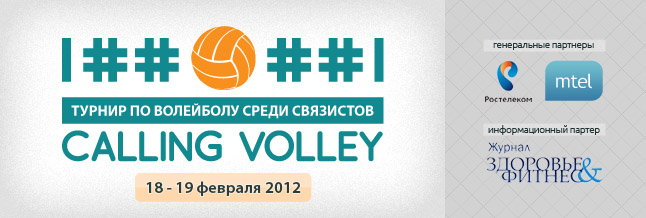 |## ##|
ТУРНИР ПО ВОЛЕЙБОЛУ СРЕДИ СВЯЗИСТОВ
CALLING VOLLEY
18 - 19 февраля 2012
генеральные партнеры
Ростелеком
mtel
информационный партер
Журнал
ЗДОРОВЬЕ&
ФИТНЕС